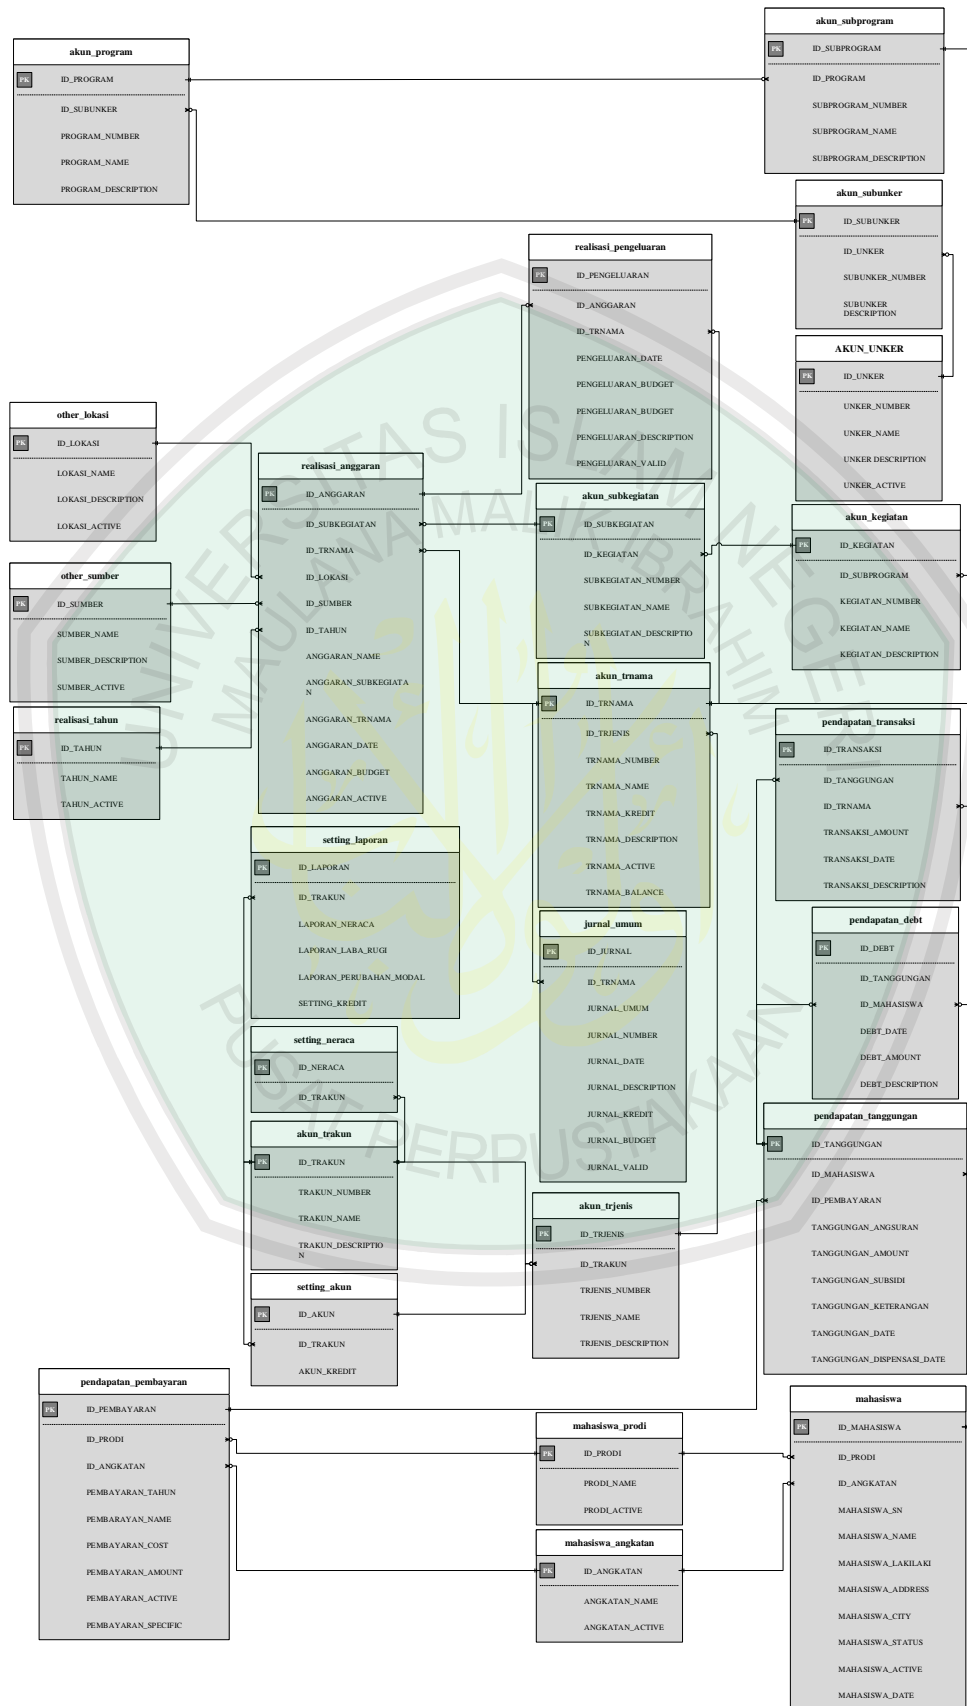 akun_program
PK ID_PROGRAM
ID_SUBUNKER
PROGRAM_NUMBER
PROGRAM_NAME
PROGRAM_DESCRIPTION
akun_subprogram
PK ID_SUBPROGRAM
ID_PROGRAM
SUBPROGRAM_NUMBER
SUBPROGRAM_NAME
SUBPROGRAM_DESCRIPTION
akun_subunker
PK ID_SUBUNKER
ID_UNKER
SUBUNKER_NUMBER
SUBUNKER
DESCRIPTION
AKUN_UNKER
PK ID_UNKER
UNKER_NUMBER
UNKER_NAME
UNKER DESCRIPTION
UNKER_ACTIVE
realisasi_pengeluaran
PK ID_PENGELUARAN
ID_ANGGARAN
ID_TRNAMA
PENGELUARAN_DATE
PENGELUARAN_BUDGET
PENGELUARAN_BUDGET
PENGELUARAN_DESCRIPTION
PENGELUARAN_VALID
other_lokasi
PK ID_LOKASI
LOKASI_NAME
LOKASI_DESCRIPTION
LOKASI_ACTIVE
realisasi_anggaran
PK ID_ANGGARAN
ID_SUBKEGIATAN
ID_TRNAMA
ID_LOKASI
ID_SUMBER
ID_TAHUN
ANGGARAN_NAME
ANGGARAN_SUBKEGIATA
N
ANGGARAN_TRNAMA
ANGGARAN_DATE
ANGGARAN_BUDGET
ANGGARAN_ACTIVE
akun_subkegiatan
PK ID_SUBKEGIATAN
ID_KEGIATAN
SUBKEGIATAN_NUMBER
SUBKEGIATAN_NAME
SUBKEGIATAN_DESCRIPTIO
N
akun_kegiatan
PK ID_KEGIATAN
ID_SUBPROGRAM
KEGIATAN_NUMBER
KEGIATAN_NAME
KEGIATAN_DESCRIPTION
other_sumber
PK ID_SUMBER
SUMBER_NAME
SUMBER_DESCRIPTION
SUMBER_ACTIVE
realisasi_tahun
PK ID_TAHUN
TAHUN_NAME
TAHUN_ACTIVE
akun_trnama
PK ID_TRNAMA
ID_TRJENIS
TRNAMA_NUMBER
TRNAMA_NAME
TRNAMA_KREDIT
TRNAMA_DESCRIPTION
TRNAMA_ACTIVE
TRNAMA_BALANCE
pendapatan_transaksi
PK ID_TRANSAKSI
ID_TANGGUNGAN
ID_TRNAMA
TRANSAKSI_AMOUNT
TRANSAKSI_DATE
TRANSAKSI_DESCRIPTION
setting_laporan
PK ID_LAPORAN
ID_TRAKUN
LAPORAN_NERACA
LAPORAN_LABA_RUGI
LAPORAN_PERUBAHAN_MODAL
SETTING_KREDIT
jurnal_umum
PK ID_JURNAL
ID_TRNAMA
JURNAL_UMUM
JURNAL_NUMBER
JURNAL_DATE
JURNAL_DESCRIPTION
JURNAL_KREDIT
JURNAL_BUDGET
JURNAL_VALID
pendapatan_debt
PK ID_DEBT
ID_TANGGUNGAN
ID_MAHASISWA
DEBT_DATE
DEBT_AMOUNT
DEBT_DESCRIPTION
setting_neraca
PK ID_NERACA
ID_TRAKUN
akun_trakun
PK ID_TRAKUN
TRAKUN_NUMBER
TRAKUN_NAME
TRAKUN_DESCRIPTIO
N
pendapatan_tanggungan
PK ID_TANGGUNGAN
ID_MAHASISWA
ID_PEMBAYARAN
TANGGUNGAN_ANGSURAN
TANGGUNGAN_AMOUNT
TANGGUNGAN_SUBSIDI
TANGGUNGAN_KETERANGAN
TANGGUNGAN_DATE
TANGGUNGAN_DISPENSASI_DATE
akun_trjenis
PK ID_TRJENIS
ID_TRAKUN
TRJENIS_NUMBER
TRJENIS_NAME
TRJENIS_DESCRIPTION
setting_akun
PK ID_AKUN
ID_TRAKUN
AKUN_KREDIT
pendapatan_pembayaran
PK ID_PEMBAYARAN
ID_PRODI
ID_ANGKATAN
PEMBAYARAN_TAHUN
PEMBARAYAN_NAME
PEMBAYARAN_COST
PEMBAYARAN_AMOUNT
PEMBAYARAN_ACTIVE
PEMBAYARAN_SPECIFIC
mahasiswa_prodi
PK ID_PRODI
PRODI_NAME
PRODI_ACTIVE
mahasiswa_angkatan
PK ID_ANGKATAN
ANGKATAN_NAME
ANGKATAN_ACTIVE
mahasiswa
PK ID_MAHASISWA
ID_PRODI
ID_ANGKATAN
MAHASISWA_SN
MAHASISWA_NAME
MAHASISWA_LAKILAKI
MAHASISWA_ADDRESS
MAHASISWA_CITY
MAHASISWA_STATUS
MAHASISWA_ACTIVE
MAHASISWA_DATE
UNIVERSITAS ISLAM NEGERI
MAULANA MALIK IBRAHIM
PUSAT PERPUSTAKAAN